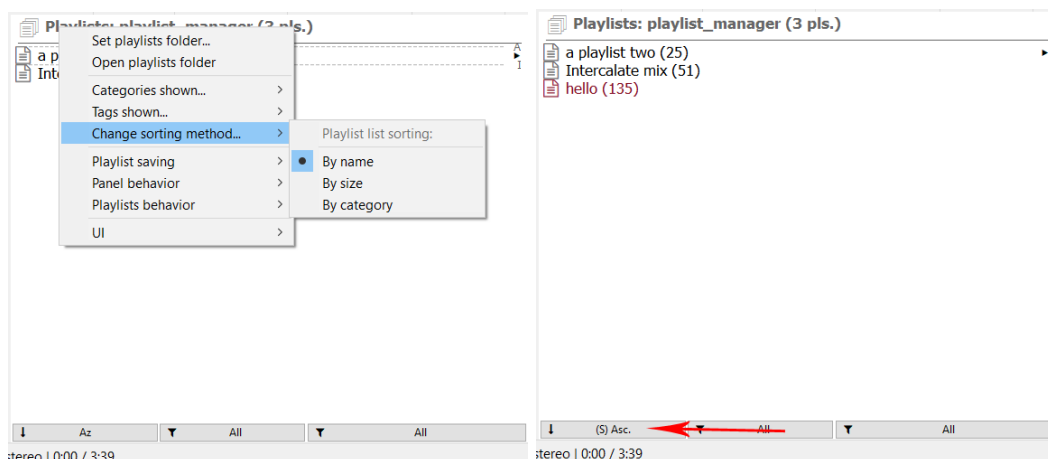 Playlists: playlist_manager (3 pls.)
Set playlists folder...
a p
Open playlists folder
Inte
Categories shown...
Tags shown...
Change sorting method...
Playlist saving
Panel behavior
Playlists behavior
UI
Playlist list sorting:
By name
By size
By category
A
I
Az
All
All
stereo | 0:00 / 3:39
Playlists: playlist_manager (3 pls.)
a playlist two (25)
Intercalate mix (51)
hello (135)
(S) Asc.
All
All
stereo | 0:00 / 3:39